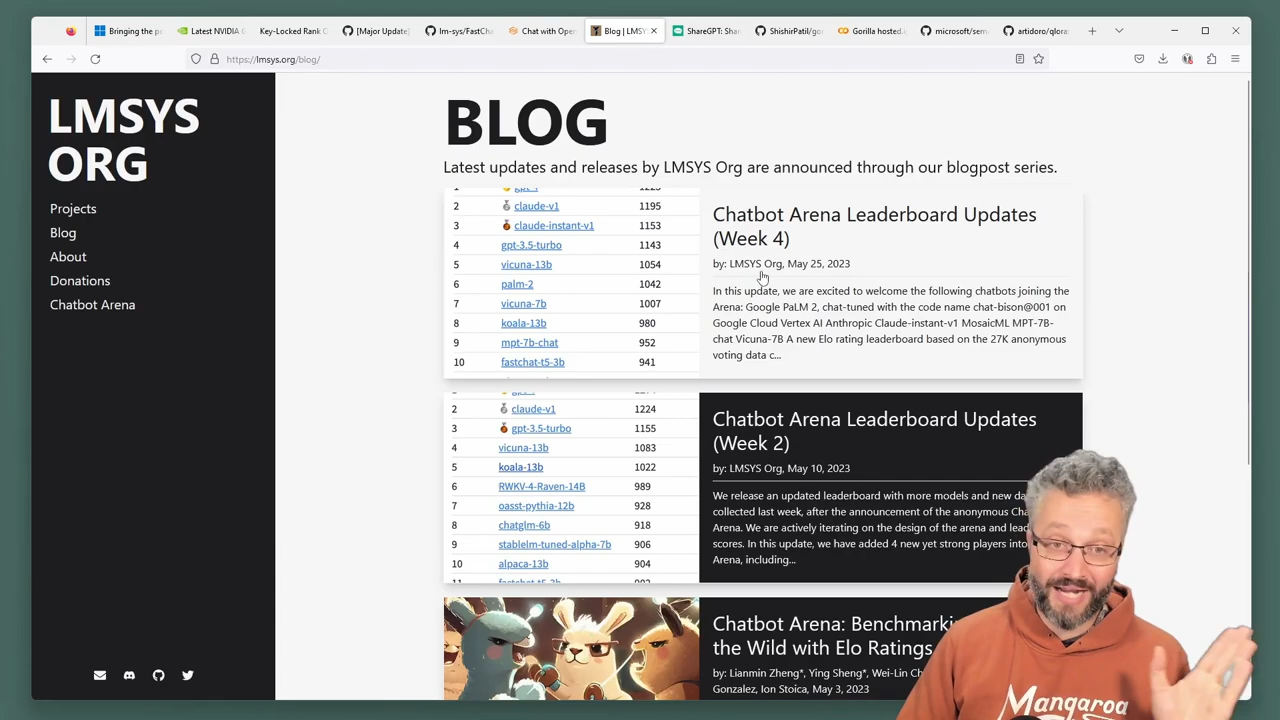 Bringing the p
Latest NVIDIA G
Key-Locked Rank O
[Major Update]
lm-sys/FastCha
Chat with Open
Blog | LMSY
ShareGPT: Shar
ShishirPatil/go
Gorilla hosted.i
microsoft/sem
artidoro/qlora
https://lmsys.org/blog/
LMSYS
ORG
Projects
Blog
About
Donations
Chatbot Arena
BLOG
Latest updates and releases by LMSYS Org are announced through our blogpost series.
2 claude-v1 1195
3 claude-instant-v1 1153
4 gpt-3.5-turbo 1143
5 vicuna-13b 1054
6 palm-2 1042
7 vicuna-7b 1007
8 koala-13b 980
9 mpt-7b-chat 952
10 fastchat-t5-3b 941
Chatbot Arena Leaderboard Updates
(Week 4)
by: LMSYS Org, May 25, 2023
In this update, we are excited to welcome the following chatbots joining the
Arena: Google PaLM 2, chat-tuned with the code name chat-bison@001 on
Google Cloud Vertex AI Anthropic Claude-instant-v1 MosaicML MPT-7B-
chat Vicuna-7B A new Elo rating leaderboard based on the 27K anonymous
voting data c...
2 claude-v1 1224
3 gpt-3.5-turbo 1155
4 vicuna-13b 1083
5 koala-13b 1022
6 RWKV-4-Raven-14B 989
7 oasst-pythia-12b 928
8 chatglm-6b 918
9 stablelm-tuned-alpha-7b 906
10 alpaca-13b 904
Chatbot Arena Leaderboard Updates
(Week 2)
by: LMSYS Org, May 10, 2023
We release an updated leaderboard with more models and new da
collected last week, after the announcement of the anonymous Cha
Arena. We are actively iterating on the design of the arena and lead
scores. In this update, we have added 4 new yet strong players into
Arena, including...
Chatbot Arena: Benchmarki
the Wild with Elo Ratings
by: Lianmin Zheng*, Ying Sheng*, Wei-Lin Ch
Gonzalez, Ion Stoica, May 3, 2023
Mangaroa